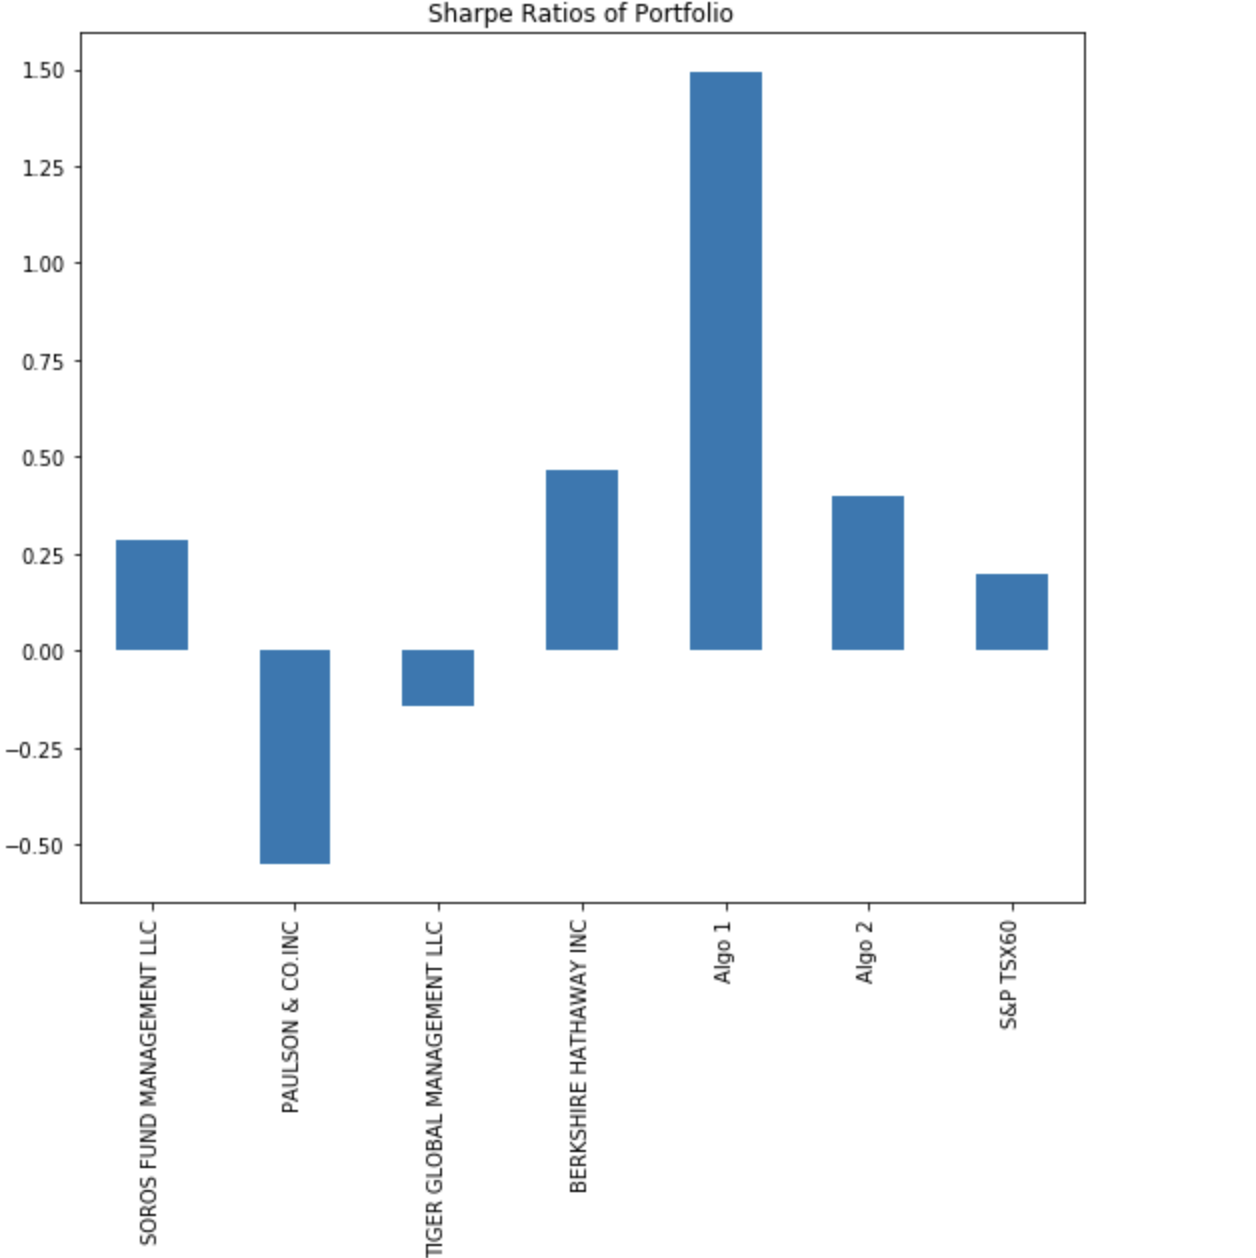 Sharpe Ratios of Portfolio
1.50
1.25
1.00
0.75
0.50
0.25
0.00
−0.25
−0.50
SOROS FUND MANAGEMENT LLC
PAULSON & CO.INC
TIGER GLOBAL MANAGEMENT LLC
BERKSHIRE HATHAWAY INC
Algo 1
Algo 2
S&P TSX60